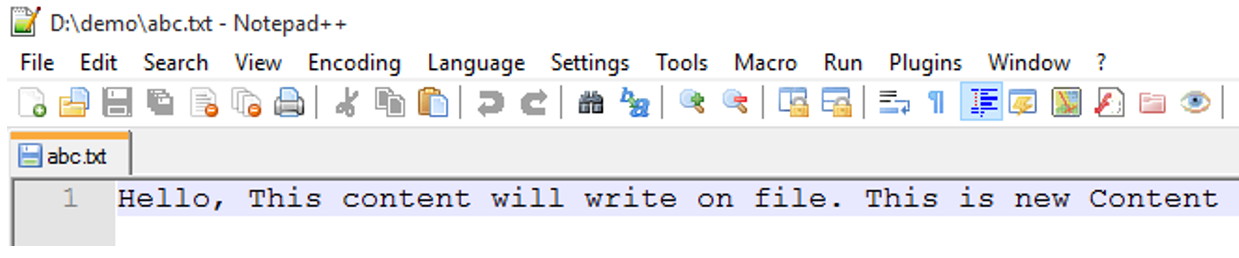 D:\demo\abc.txt - Notepad++
File Edit Search View Encoding Language Settings Tools Macro Run Plugins Window ?
abc.txt
1 Hello, This content will write on file. This is new Content